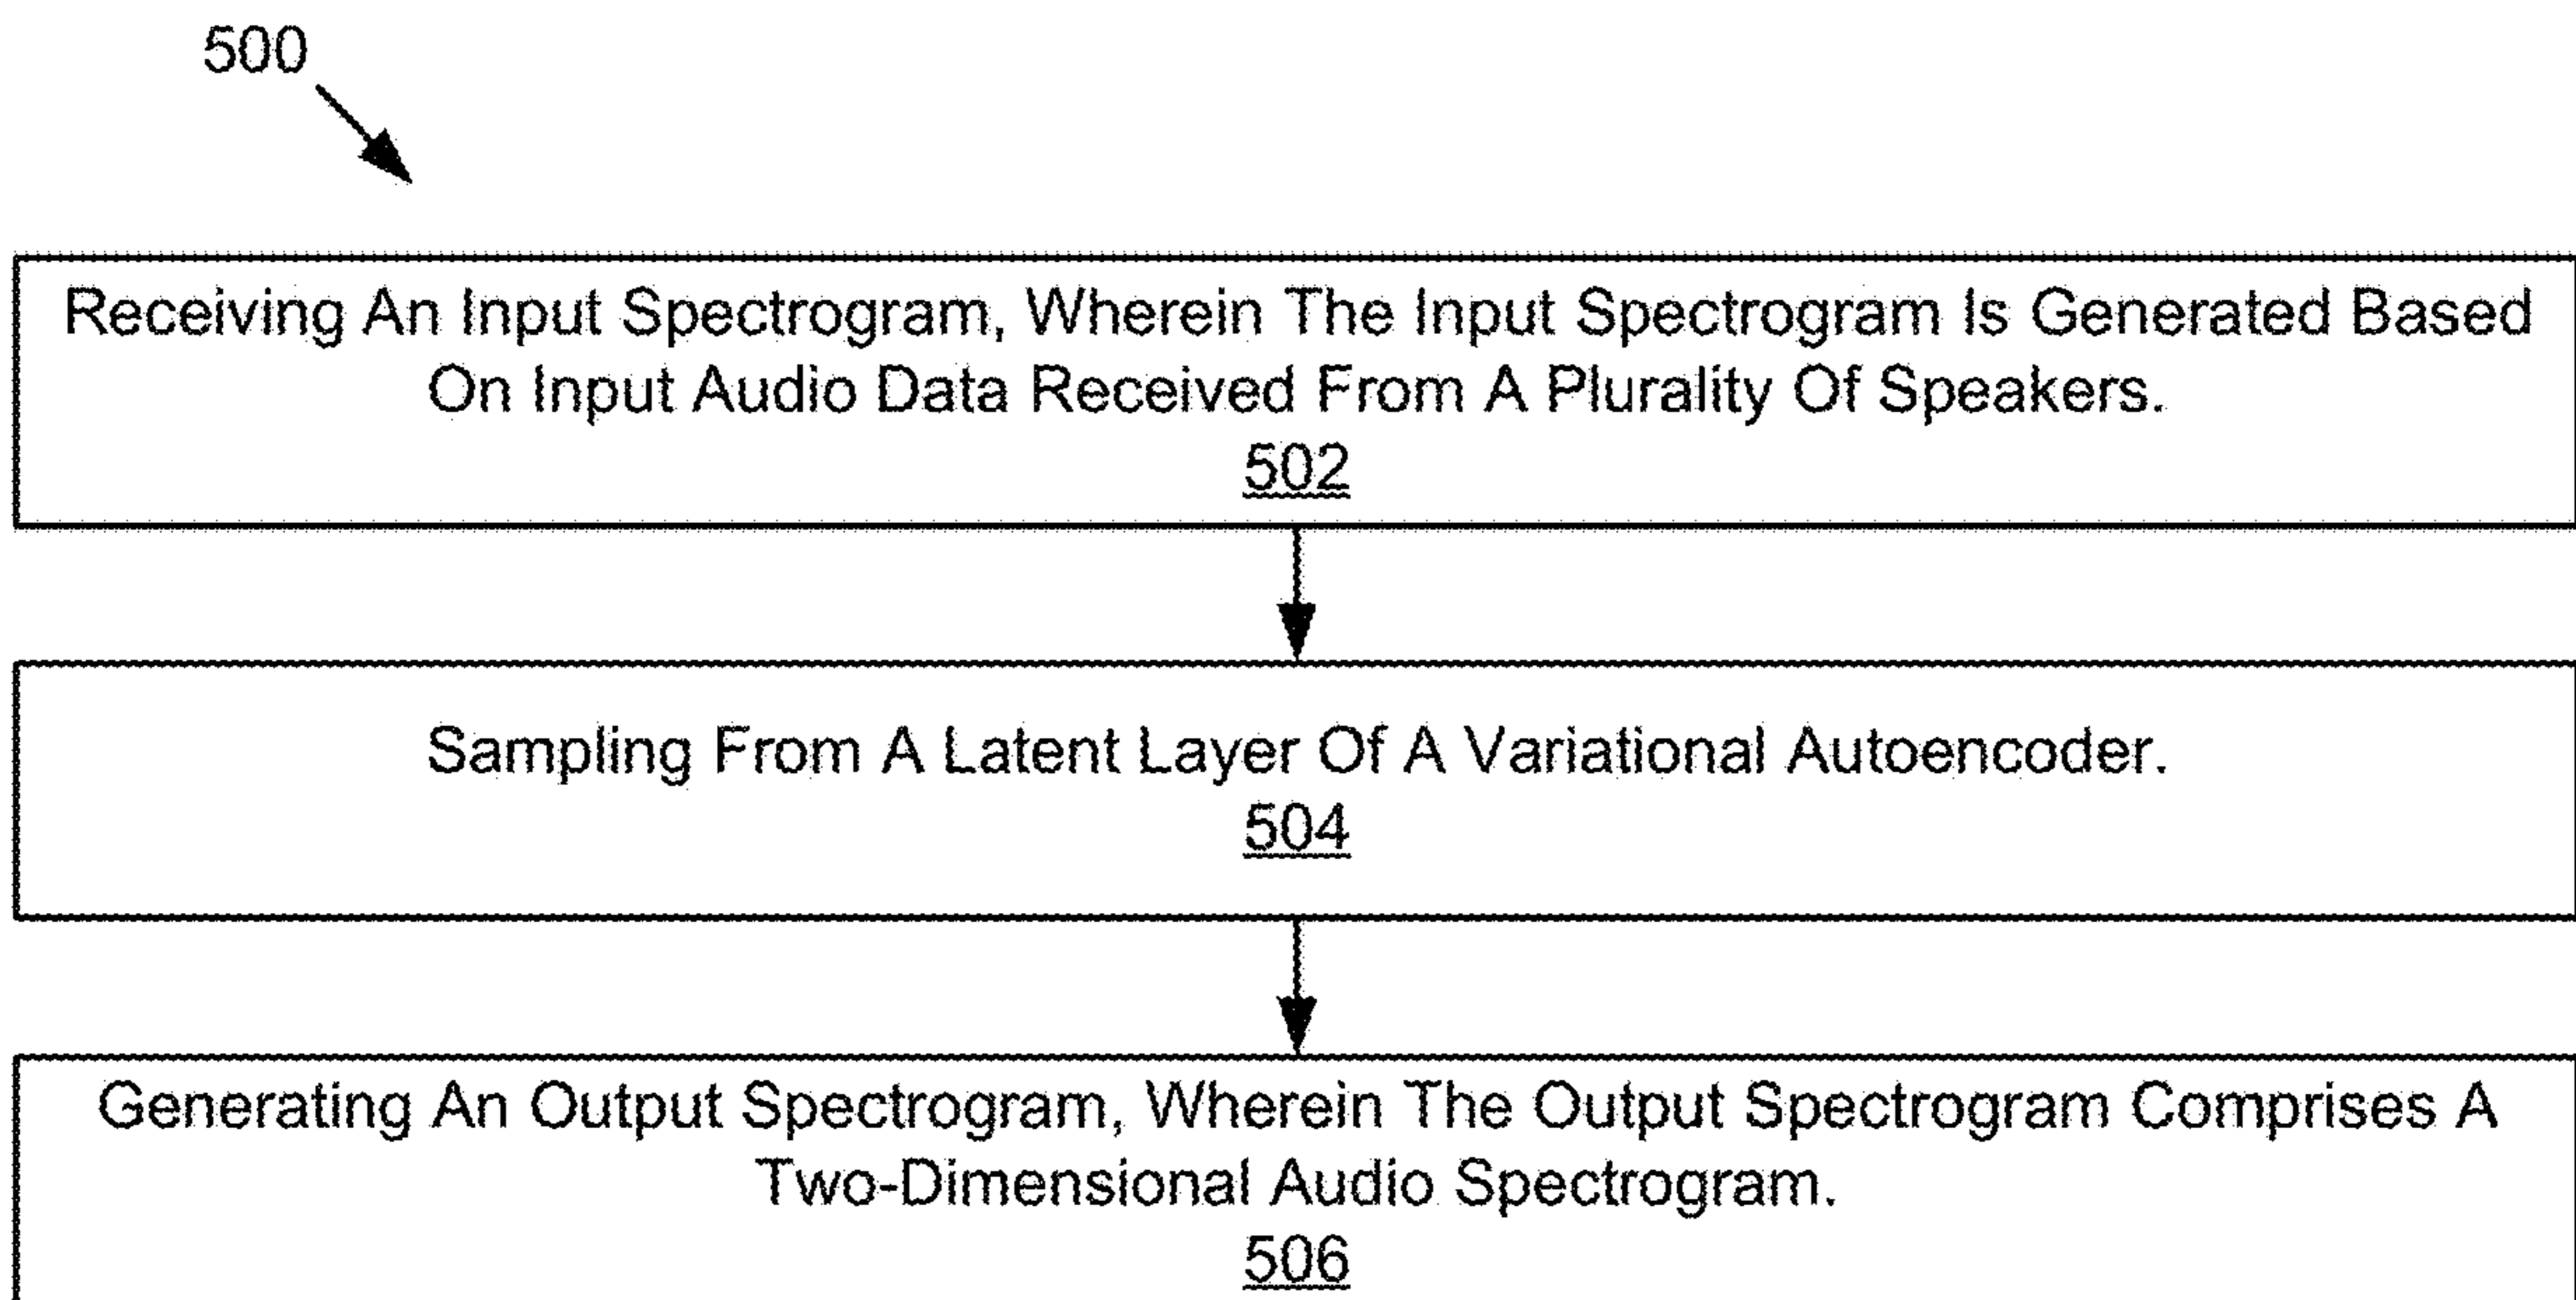 500
Receiving An Input Spectrogram, Wherein The Input Spectrogram Is Generated Based
On Input Audio Data Received From A Plurality Of Speakers.
502
Sampling From A Latent Layer Of A Variational Autoencoder.
504
Generating An Output Spectrogram, Wherein The Output Spectrogram Comprises A
Two-Dimensional Audio Spectrogram.
506